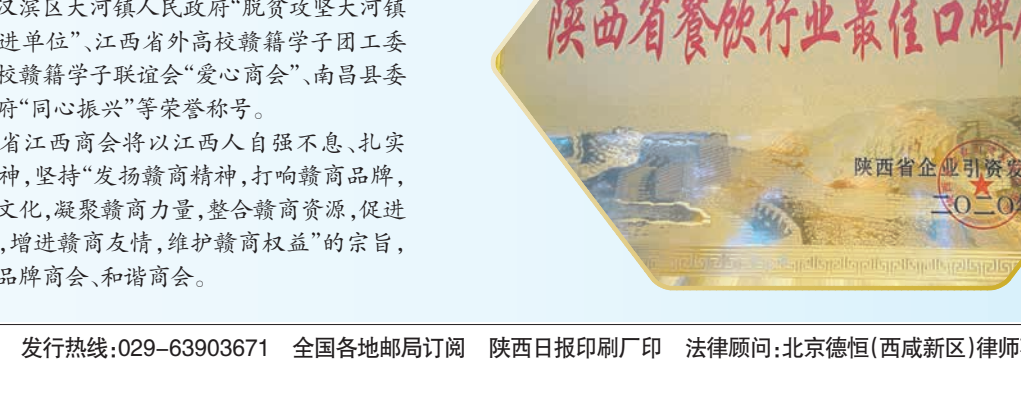 汉滨区大河镇人民政府“脱贫攻坚大河镇
进单位”、江西省外高校赣籍学子团工委
校赣籍学子联谊会“爱心商会”、南昌县委
府“同心振兴”等荣誉称号。
省江西商会将以江西人自强不息、扎实
神,坚持“发扬赣商精神,打响赣商品牌,
文化,凝聚赣商力量,整合赣商资源,促进
,增进赣商友情,维护赣商权益”的宗旨,
品牌商会、和谐商会。
陕西省餐饮行业最佳口碑
陕西省企业引资发
二〇二〇
发行热线:029-63903671 全国各地邮局订阅 陕西日报印刷厂印 法律顾问:北京德恒(西咸新区)律师